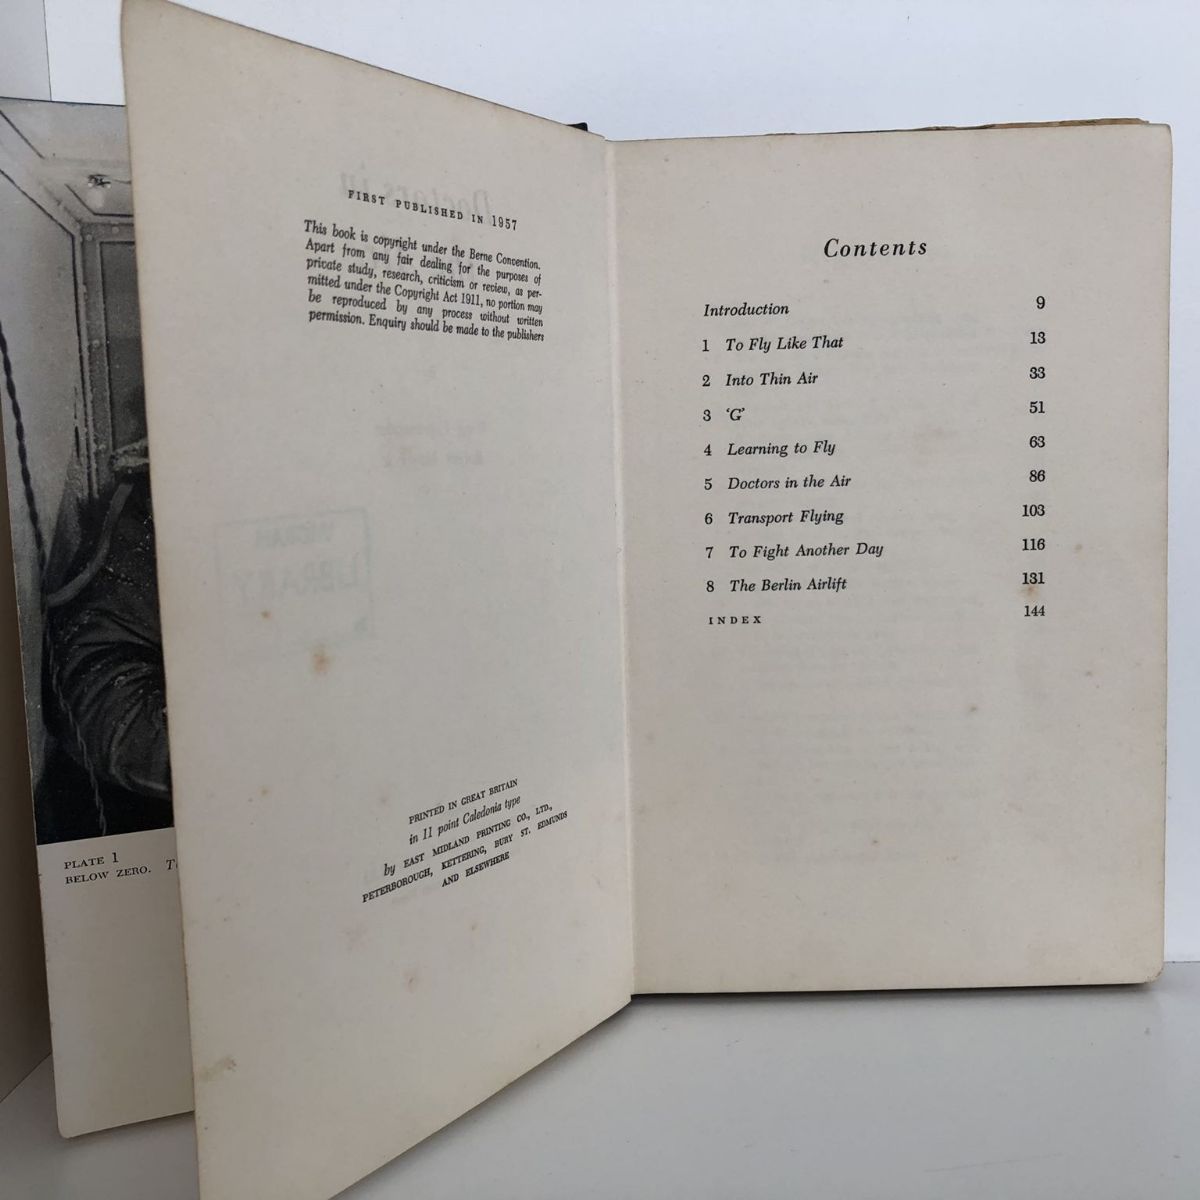 FIRST PUBLISHED IN 1957
This book is copyright under the Berne Convention.
Apart from any fair dealing for the purposes of
private study, research, criticism or review, as per-
mitted under the Copyright Act 1911, no portion may
be reproduced by any process without written
permission. Enquiry should be made to the publishers
PRINTED IN GREAT BRITAIN
in 11 point Caledonia type
by EAST MIDLAND PRINTING CO., LTD.,
PETERBOROUGH, KETTERING, BURY ST. EDMUNDS
AND ELSEWHERE
PLATE 1
BELOW ZERO.
Contents
Introduction 9
1 To Fly Like That 13
2 Into Thin Air 33
3 'G' 51
4 Learning to Fly 63
5 Doctors in the Air 86
6 Transport Flying 103
7 To Fight Another Day 116
8 The Berlin Airlift 131
INDEX 144